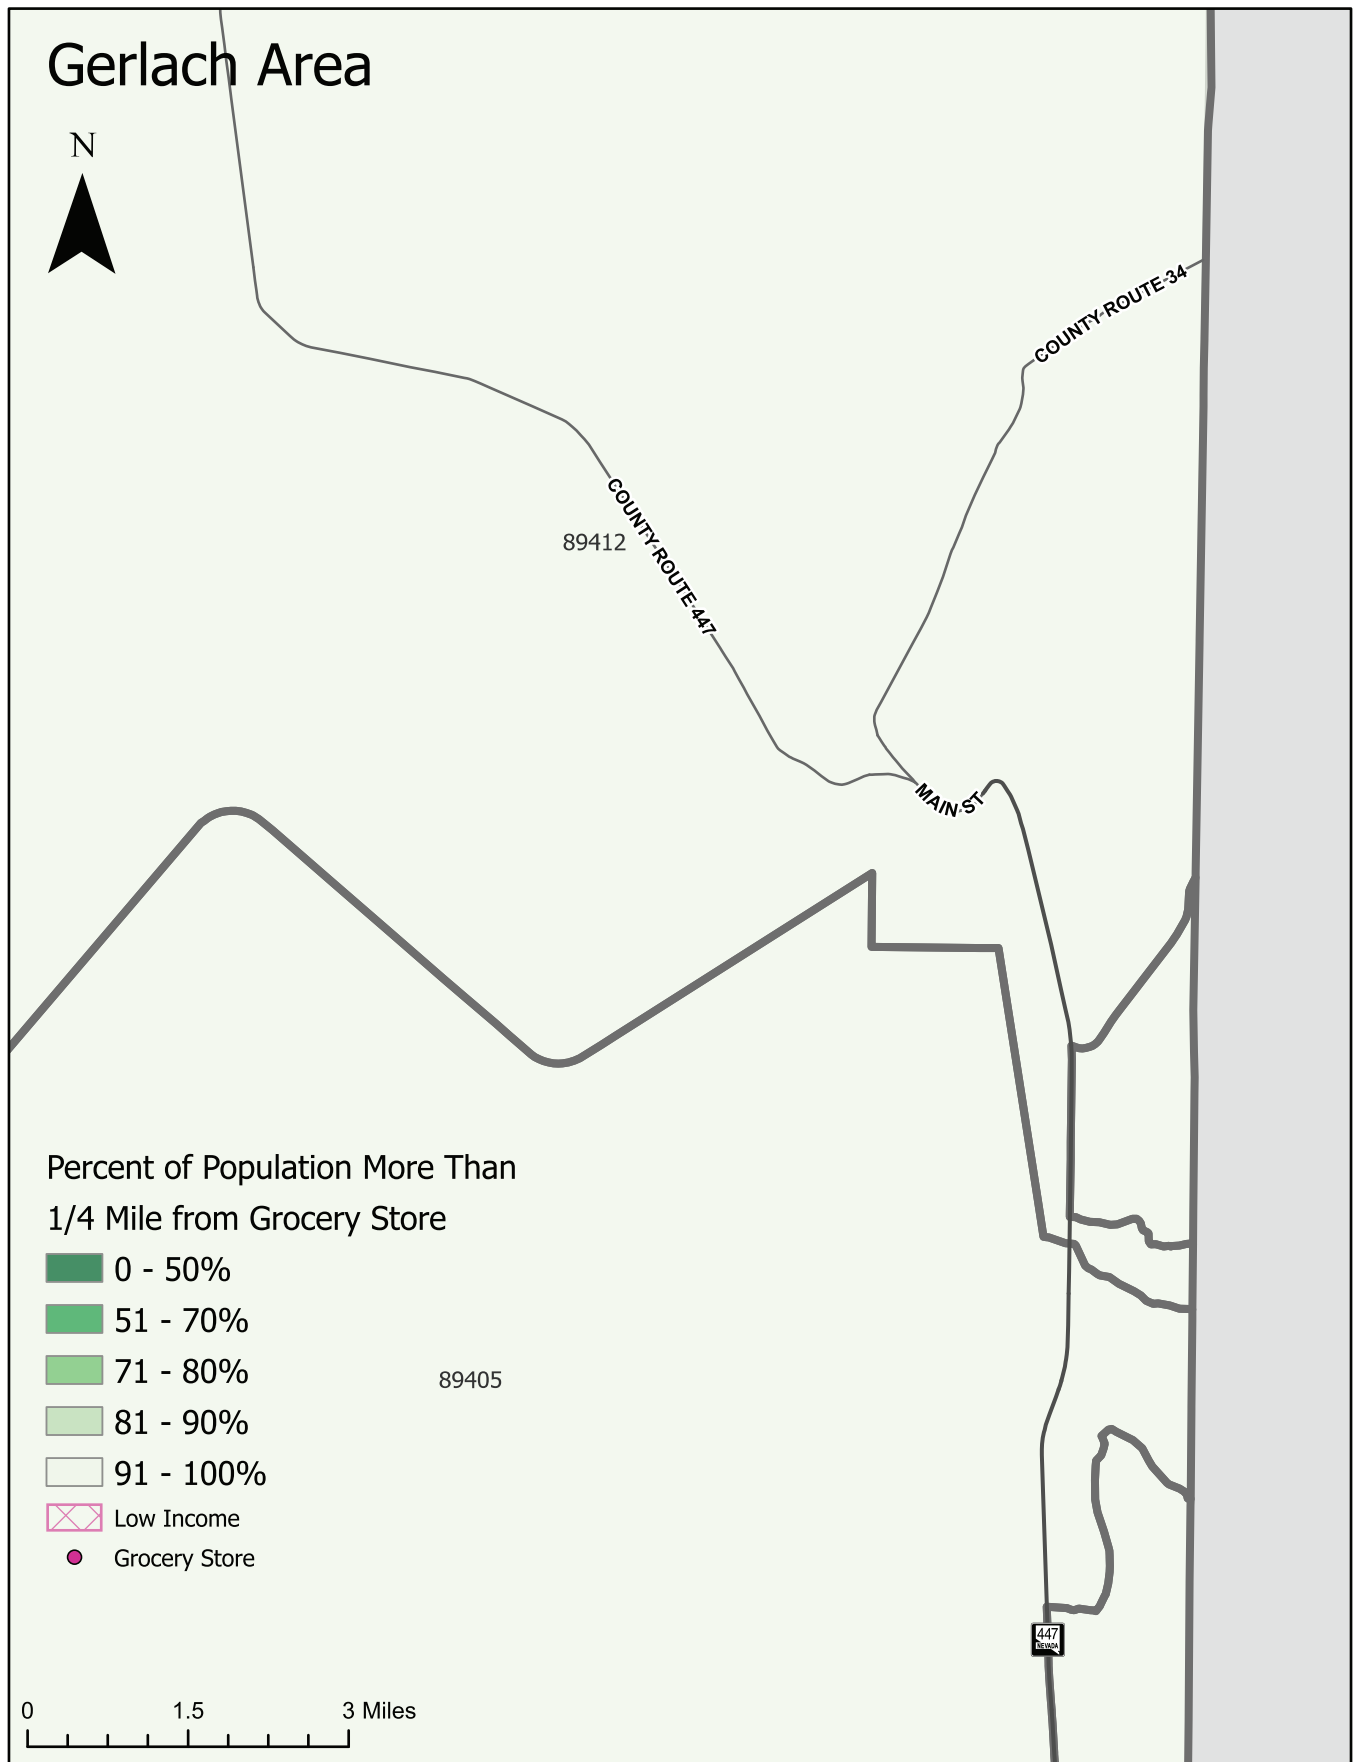 Gerlach Area
N
COUNTY ROUTE 34
COUNTY ROUTE 447
89412
MAIN ST
Percent of Population More Than
1/4 Mile from Grocery Store
0 - 50%
51 - 70%
71 - 80%
81 - 90%
91 - 100%
Low Income
Grocery Store
89405
447
NEVADA
0 1.5 3 Miles